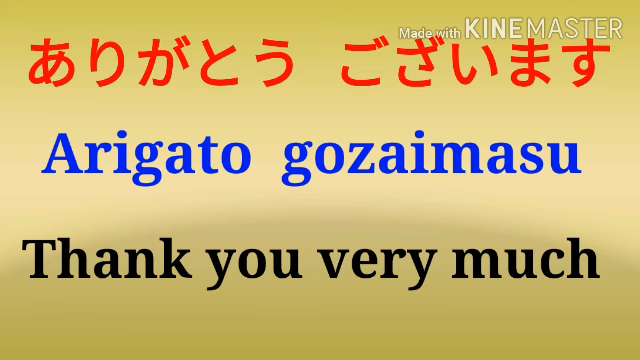 Made with KINEMASTER
ありがとう ございます
Arigato gozaimasu
Thank you very much